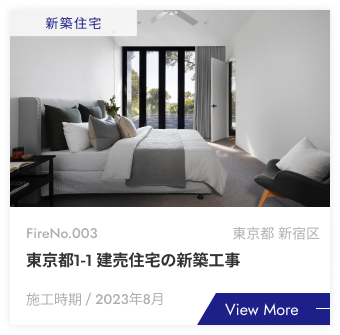 新築住宅
FireNo.003 東京都 新宿区
東京都1-1 建売住宅の新築工事
施工時期 / 2023年8月
View More